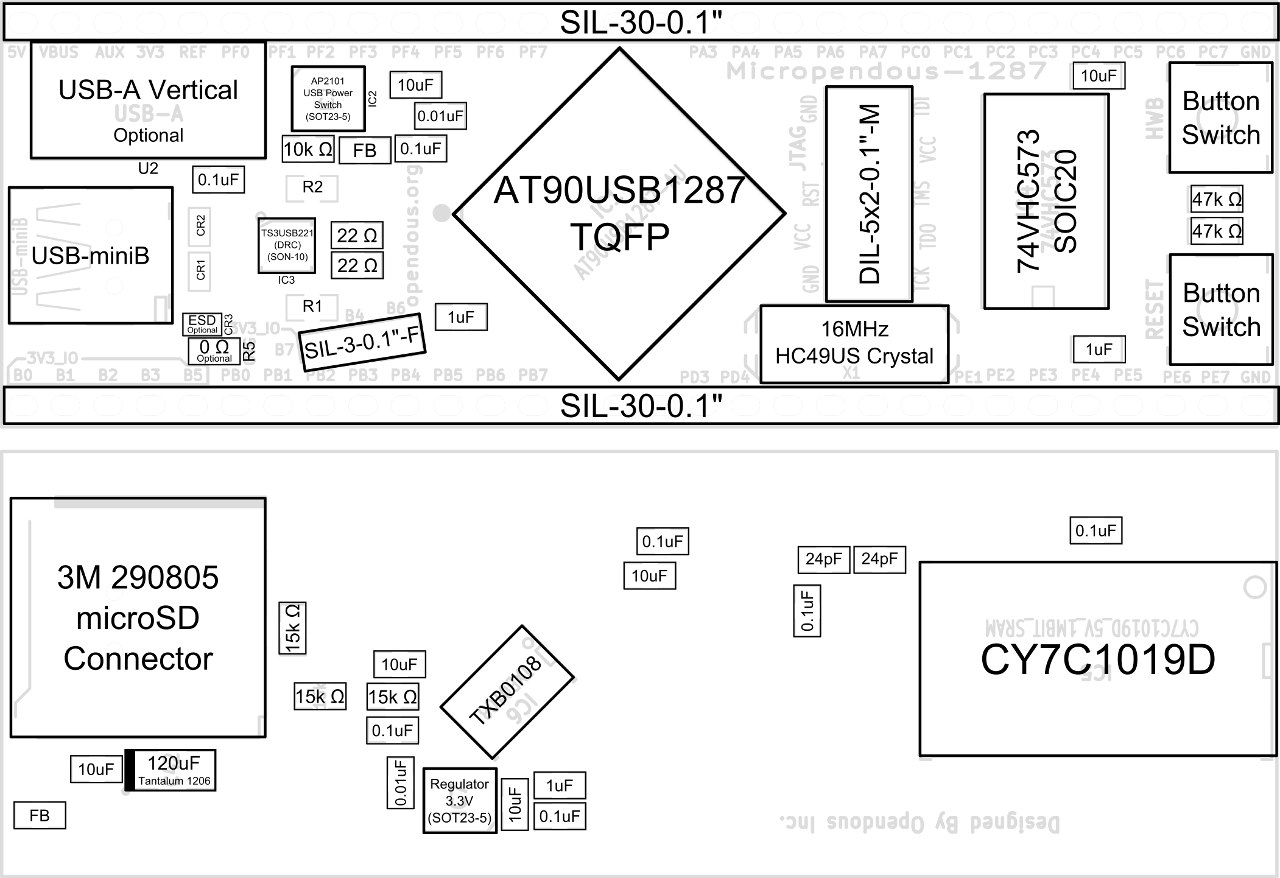 SIL-30-0.1"
5V VBUS AUX 3V3 REF PF0 PF1 PF2 PF3 PF4 PF5 PF6 PF7 PA3 PA4 PA5 PA6 PA7 PC0 PC1 PC2 PC3 PC4 PC5 PC6 PC7 GND
Micropendous-1287
USB-A Vertical
USB-A
Optional
U2
AP2101
USB Power
Switch
(SOT23-5)
IC2
10uF
0.01uF
10k Ω
FB
0.1uF
0.1uF
R2
opendous.org
USB-miniB
USB-miniB
CR2
CR1
TS3USB221
(DRC)
(SON-10)
IC3
22 Ω
22 Ω
R1
ESD
Optional
CR3
0 Ω
Optional
R5
3V3_IO
3V3_IO
B4
B6
B7
SIL-3-0.1"-F
1uF
AT90USB1287
TQFP
JTAG
GND
RST
VCC
GND
DIL-5x2-0.1"-M
TDI
VCC
TMS
TDO
TCK
16MHz
HC49US Crystal
X1
10uF
74VHC573
SOIC20
1uF
HWB
Button
Switch
47k Ω
47k Ω
RESET
Button
Switch
B0 B1 B2 B3 B5 PB0 PB1 PB2 PB3 PB4 PB5 PB6 PB7 PD3 PD4 PE1 PE2 PE3 PE4 PE5 PE6 PE7 GND
SIL-30-0.1"
3M 290805
microSD
Connector
15k Ω
15k Ω
10uF
15k Ω
0.1uF
10uF
120uF
Tantalum 1206
FB
TXB0108
IC6
0.01uF
Regulator
3.3V
(SOT23-5)
10uF
1uF
0.1uF
0.1uF
10uF
24pF
24pF
0.1uF
0.1uF
CY7C1019D_5V_1MBIT_SRAM
CY7C1019D
Designed By Opendous Inc.